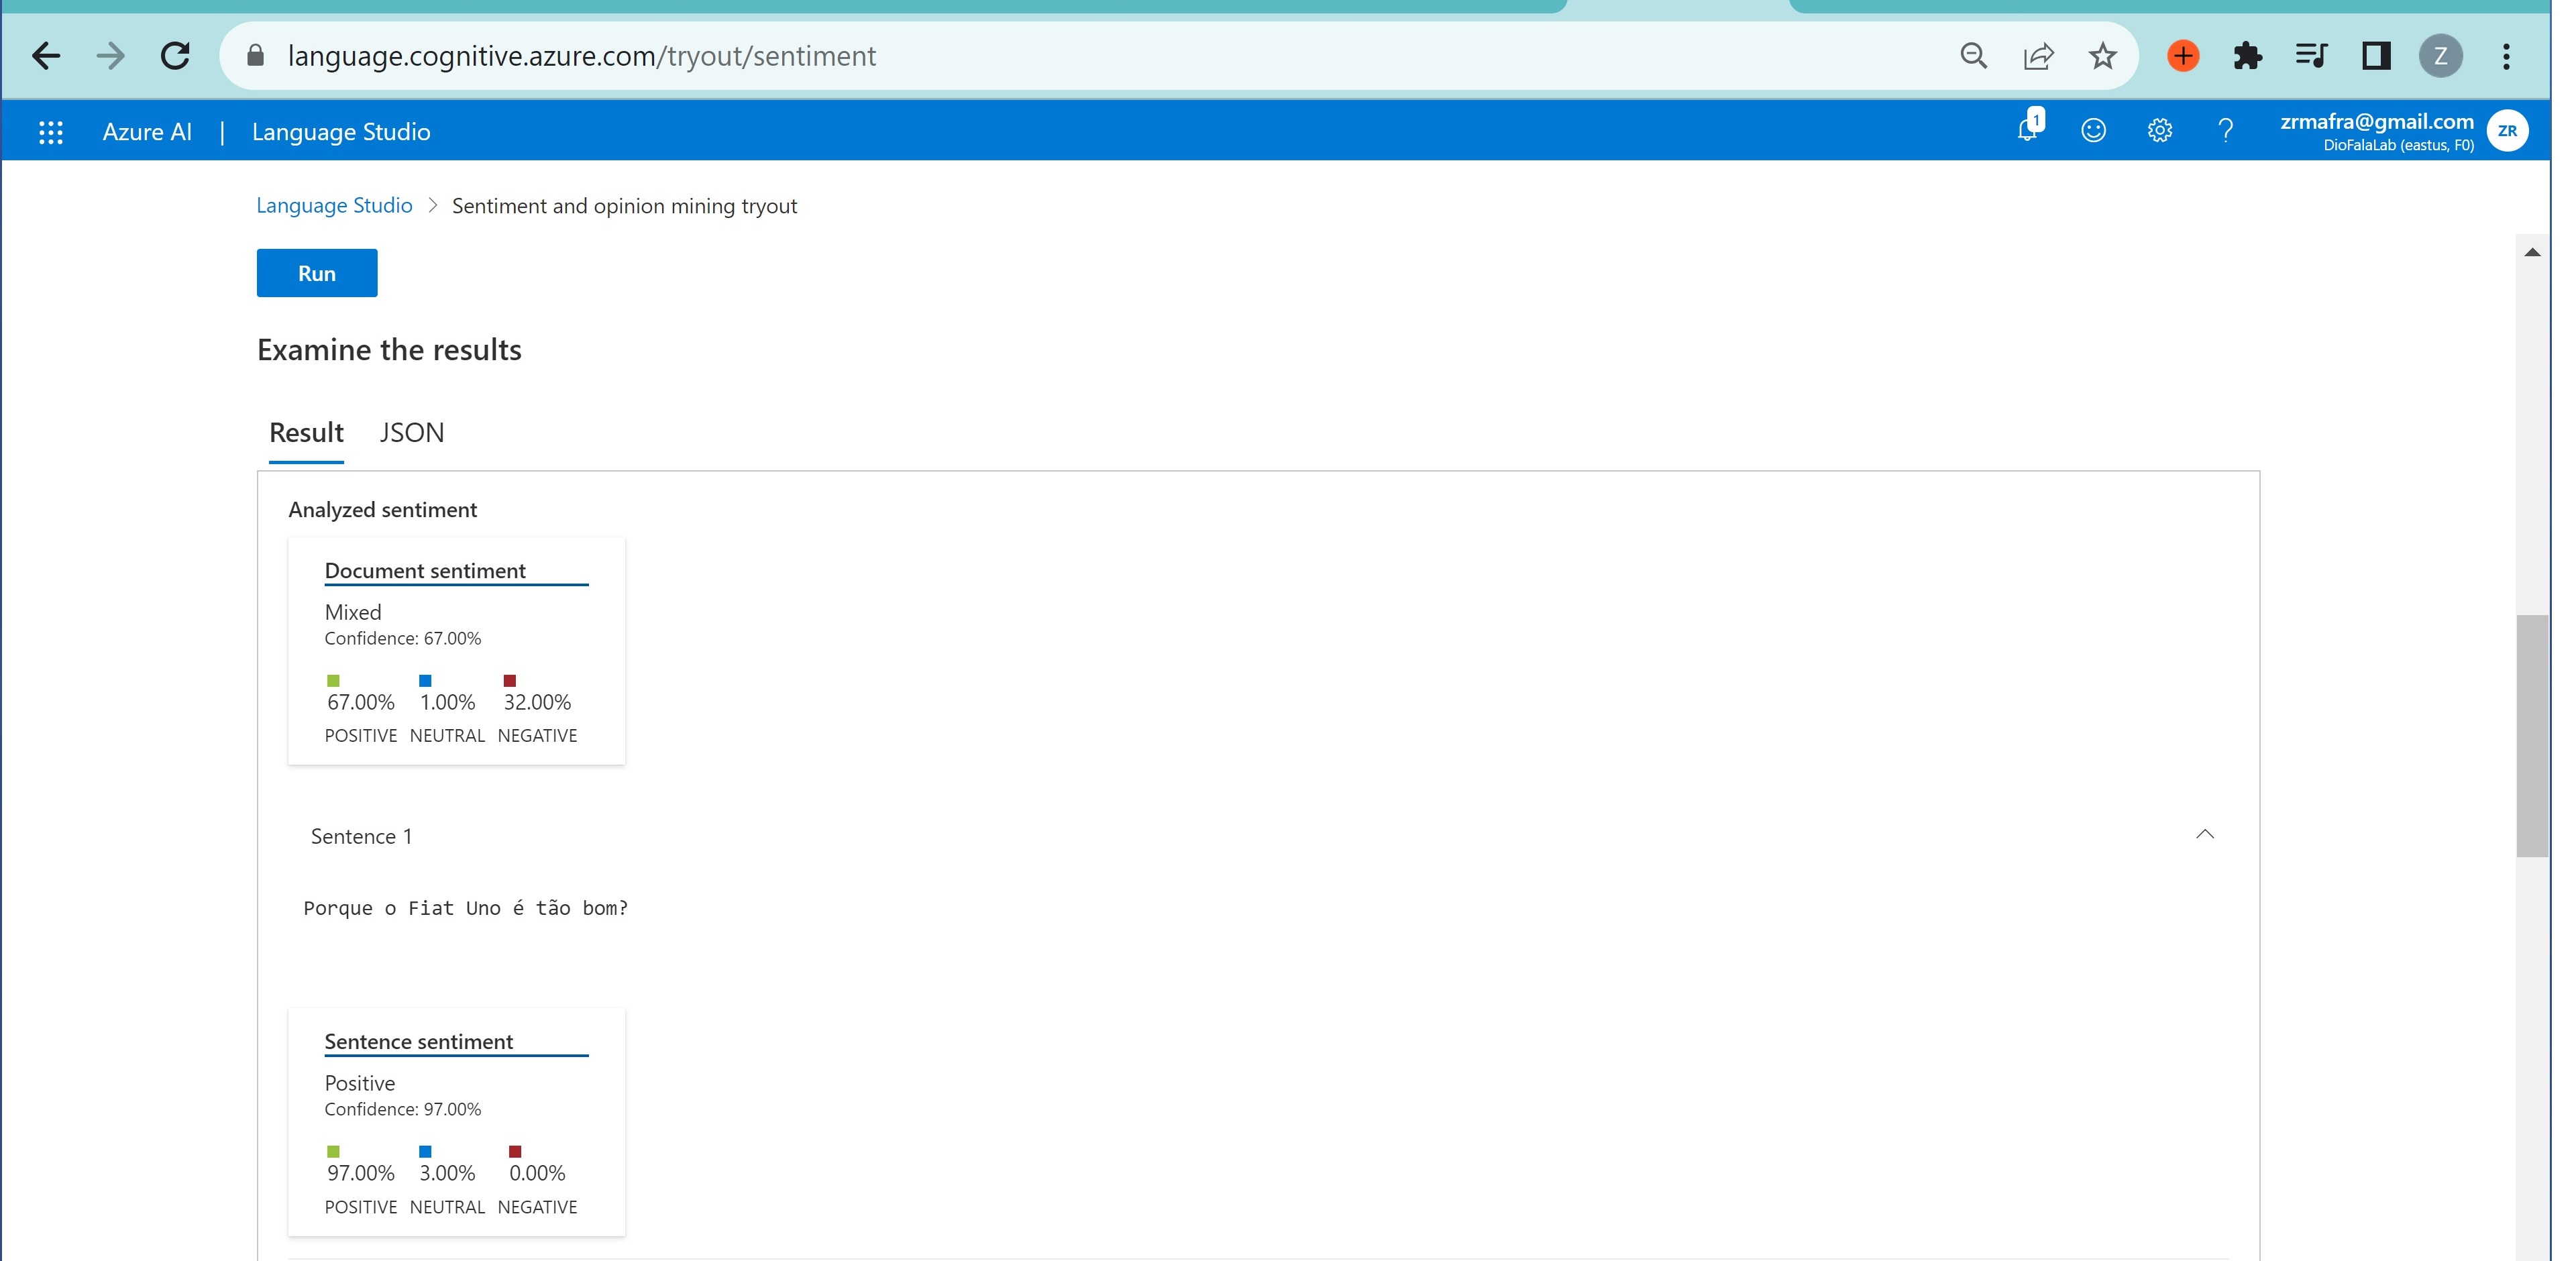 language.cognitive.azure.com/tryout/sentiment
Z
Azure AI | Language Studio
1
zrmafra@gmail.com
DioFalaLab (eastus, F0)
ZR
Language Studio > Sentiment and opinion mining tryout
Run
Examine the results
Result JSON
Analyzed sentiment
Document sentiment
Mixed
Confidence: 67.00%
67.00% 1.00% 32.00%
POSITIVE NEUTRAL NEGATIVE
Sentence 1
Porque o Fiat Uno é tão bom?
Sentence sentiment
Positive
Confidence: 97.00%
97.00% 3.00% 0.00%
POSITIVE NEUTRAL NEGATIVE